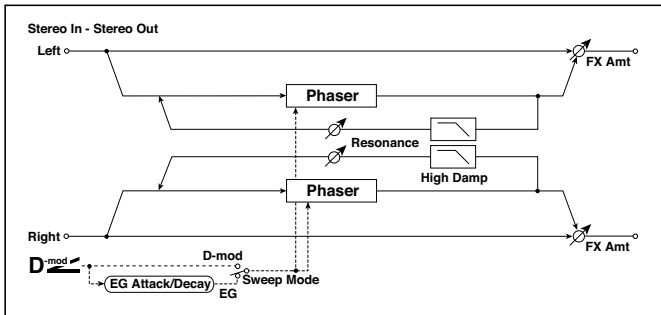 Stereo In - Stereo Out
Left
FX Amt
Phaser
Resonance
High Damp
Phaser
Right
FX Amt
D-mod
D-mod
EG Attack/Decay
EG
Sweep Mode